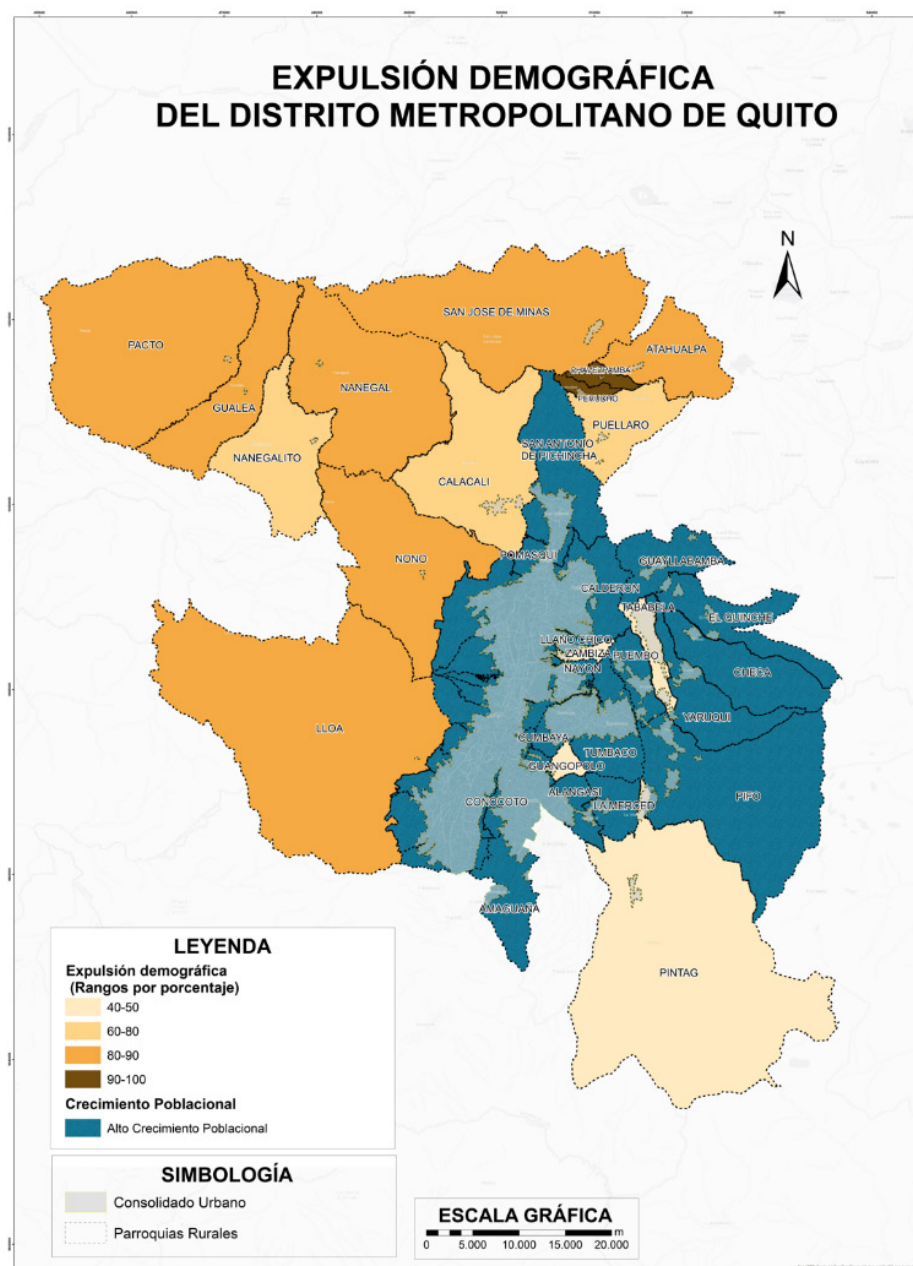 EXPULSIÓN DEMOGRÁFICA
DEL DISTRITO METROPOLITANO DE QUITO
N
SAN JOSE DE MINAS
PACTO
ATAHUALPA
CHAVEZPAMBA
NANEGAL
PERUCHO
GUALEA
PUELLARO
SAN ANTONIO
DE PICHINCHA
NANEGALITO
CALACALI
NONO
POMASQUI
GUAYLLABAMBA
CALDERON
TABABELA
EL QUINCHE
LLANO CHICO
ZAMBIZA
PUEMBO
NAYON
CHECA
YARUQUI
LLOA
CUMBAYA
TUMBACO
GUANGOPOLO
ALANGASI
PIFO
CONOCOTO
LA MERCED
AMAGUAÑA
PINTAG
LEYENDA
Expulsión demográfica
(Rangos por porcentaje)
40-50
60-80
80-90
90-100
Crecimiento Poblacional
Alto Crecimiento Poblacional
SIMBOLOGÍA
Consolidado Urbano
Parroquias Rurales
ESCALA GRÁFICA
m
0 5.000 10.000 15.000 20.000